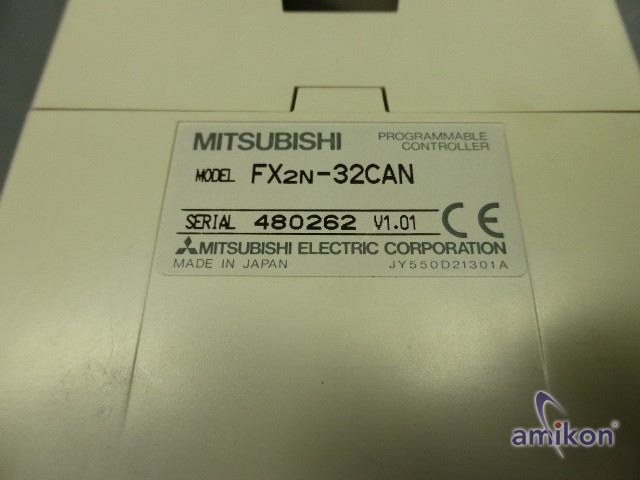 MITSUBISHI PROGRAMMABLE CONTROLLER
MODEL FX2N-32CAN
SERIAL 480262 V1.01 CE
MITSUBISHI ELECTRIC CORPORATION
MADE IN JAPAN JY550D21301A
amikon